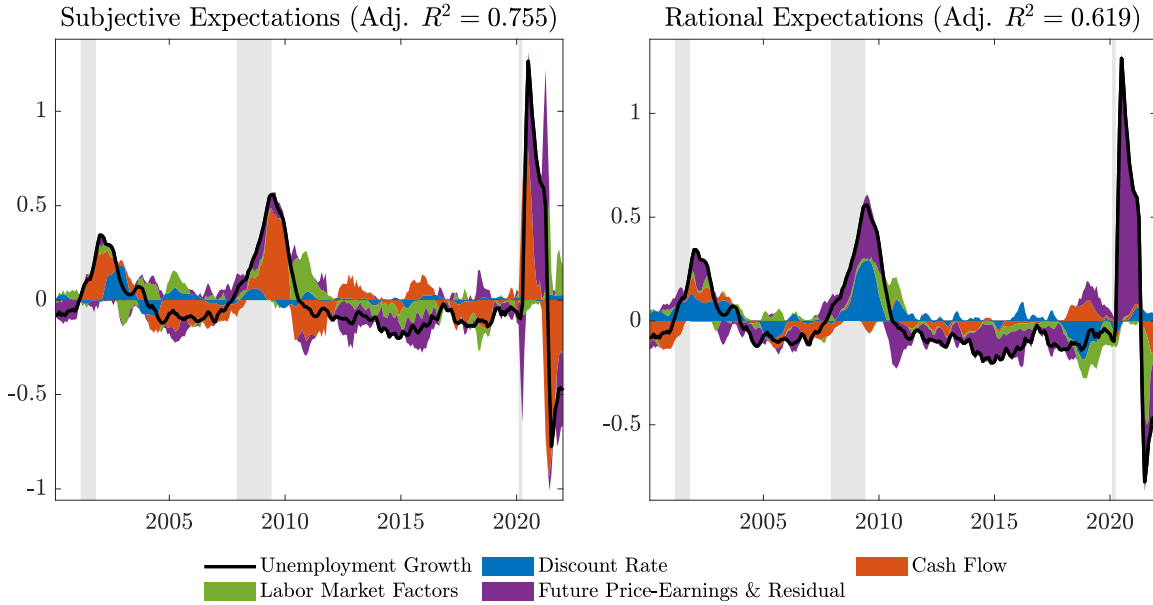 Subjective Expectations (Adj. R² = 0.755)
1
0.5
0
-0.5
-1
2005 2010 2015 2020
Rational Expectations (Adj. R² = 0.619)
1
0.5
0
-0.5
2005 2010 2015 2020
Unemployment Growth Discount Rate Cash Flow
Labor Market Factors Future Price-Earnings & Residual